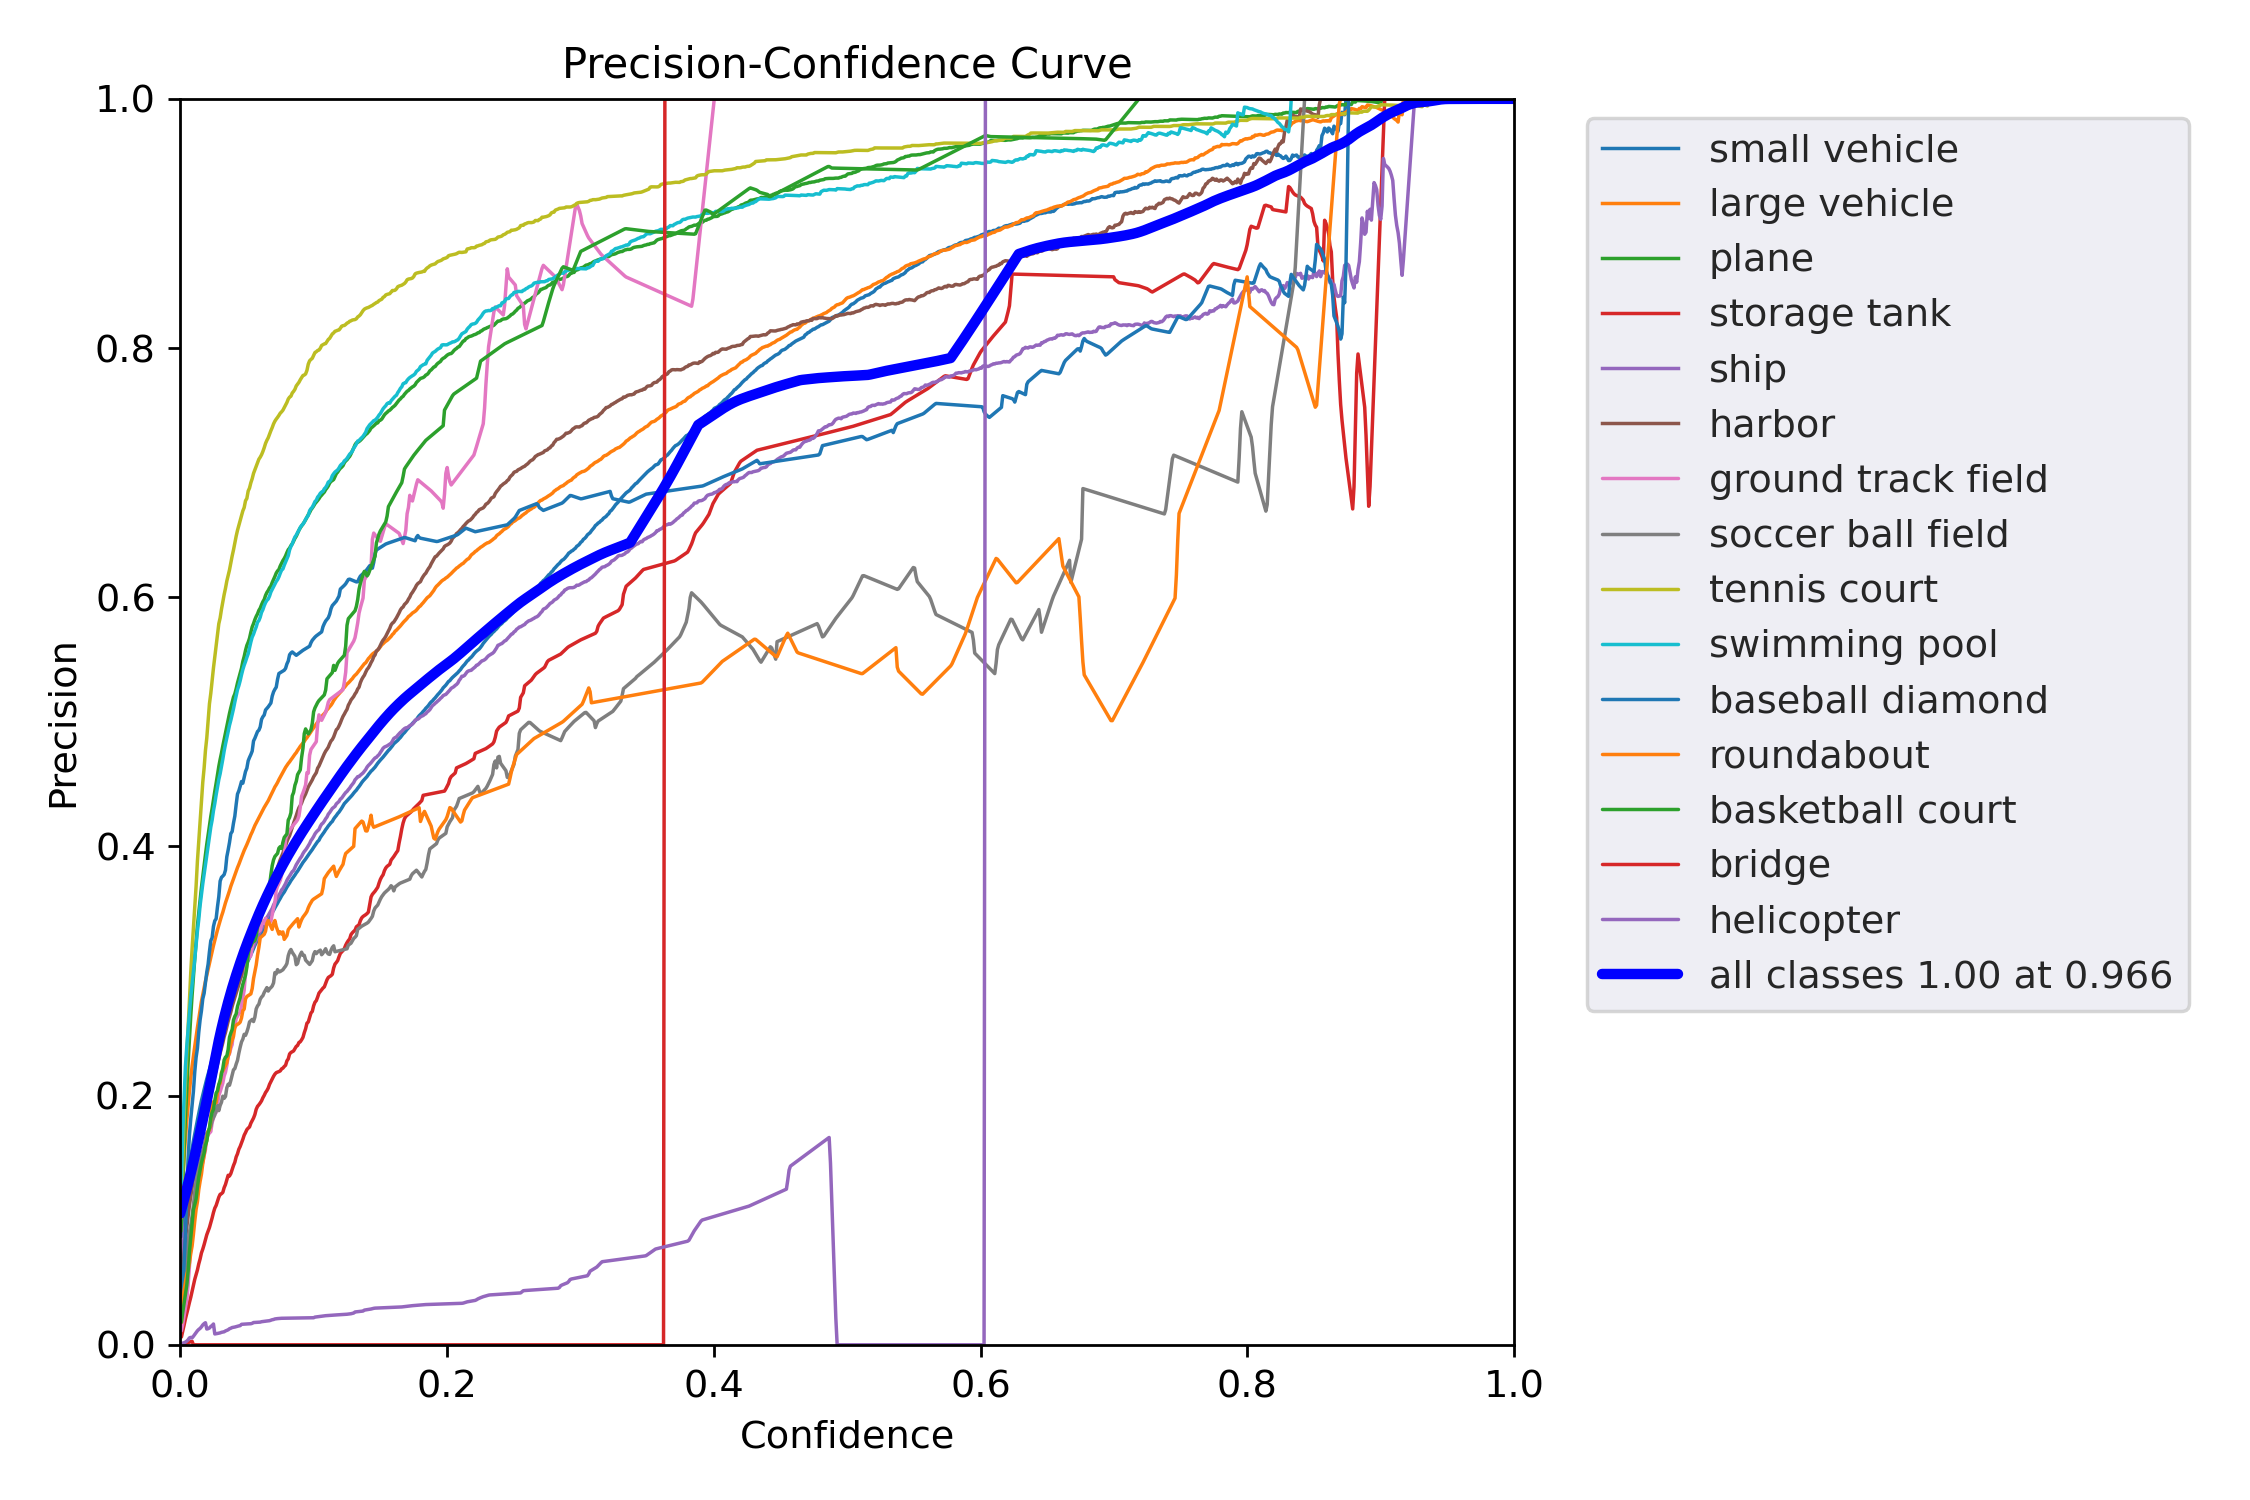 Precision-Confidence Curve
1.0
0.8
0.6
0.4
0.2
0.0
Precision
0.0 0.2 0.4 0.6 0.8 1.0
Confidence
small vehicle
large vehicle
plane
storage tank
ship
harbor
ground track field
soccer ball field
tennis court
swimming pool
baseball diamond
roundabout
basketball court
bridge
helicopter
all classes 1.00 at 0.966